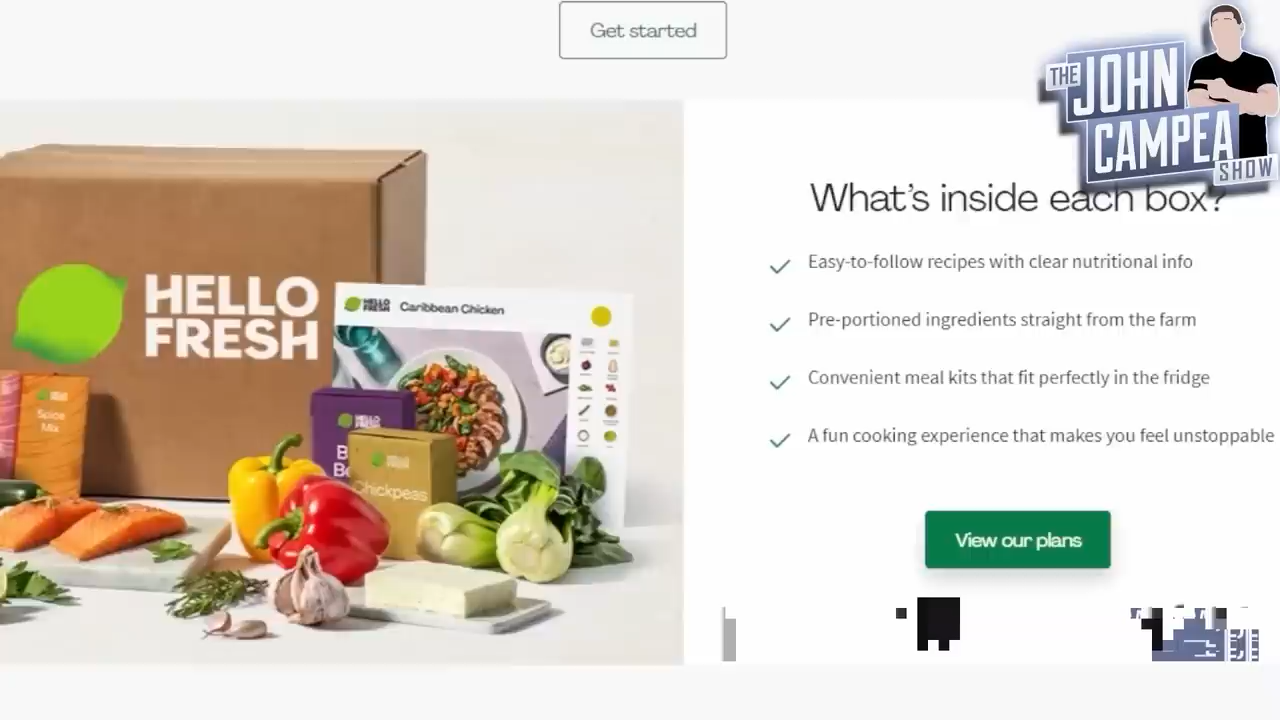 Get started
THE
JOHN
CAMPEA
SHOW
What's inside each box?
Easy-to-follow recipes with clear nutritional info
Pre-portioned ingredients straight from the farm
Convenient meal kits that fit perfectly in the fridge
A fun cooking experience that makes you feel unstoppable
View our plans
HELLO
FRESH
HELLO
FRESH
Caribbean Chicken
Spice
Mix
HELLO
FRESH
Chickpeas